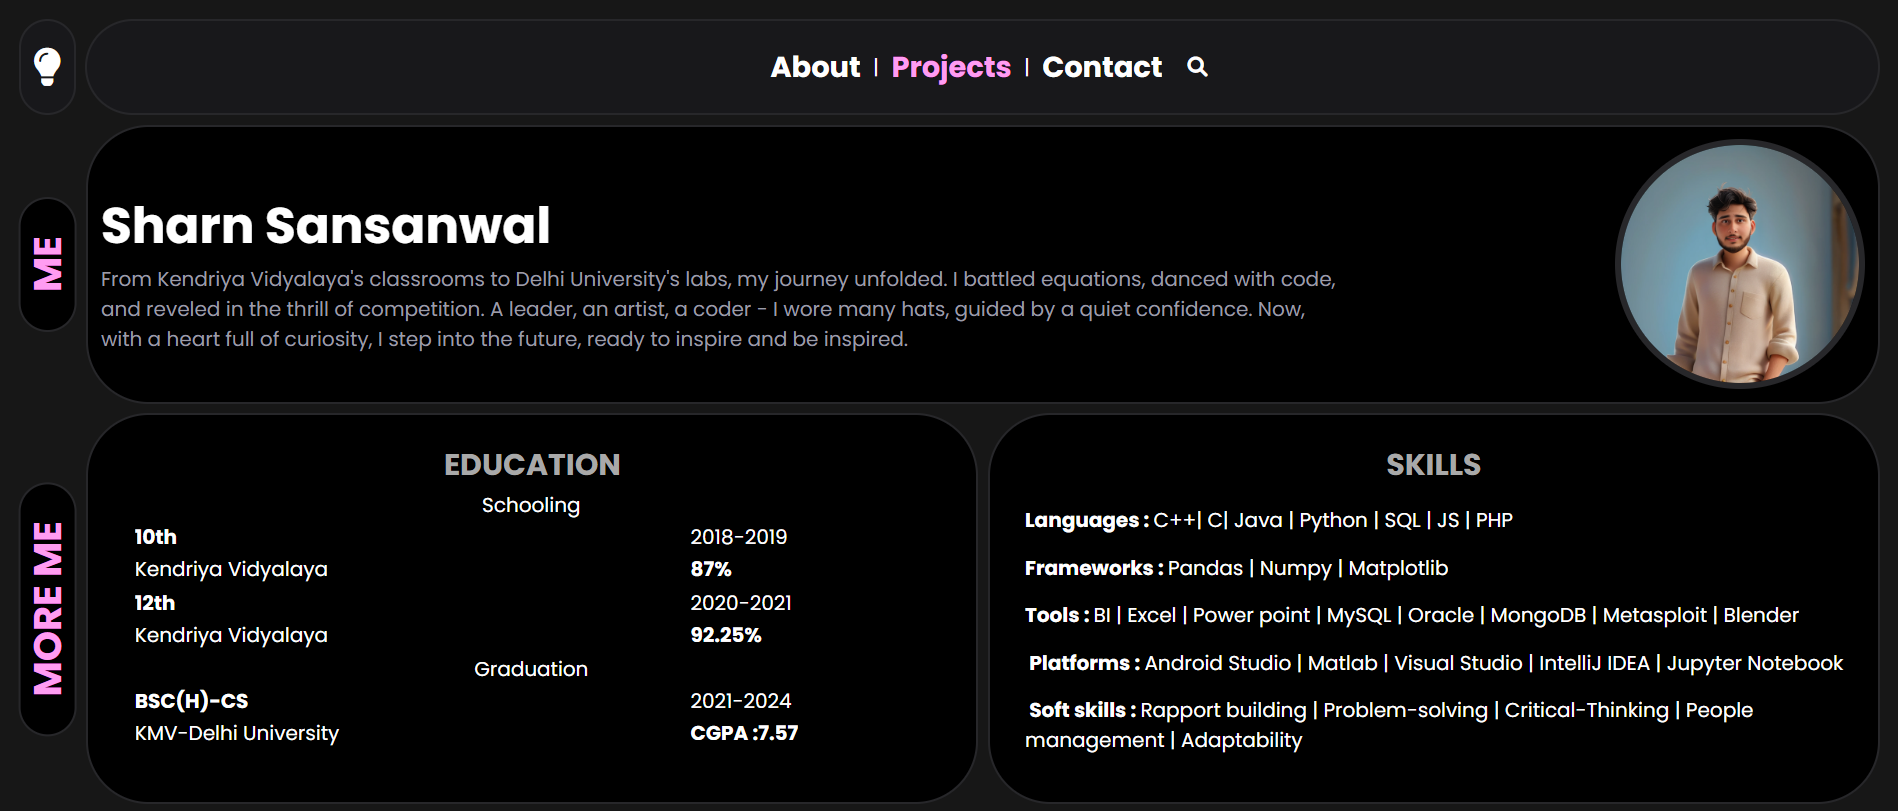 About | Projects | Contact
ME
Sharn Sansanwal
From Kendriya Vidyalaya's classrooms to Delhi University's labs, my journey unfolded. I battled equations, danced with code,
and reveled in the thrill of competition. A leader, an artist, a coder - I wore many hats, guided by a quiet confidence. Now,
with a heart full of curiosity, I step into the future, ready to inspire and be inspired.
MORE ME
EDUCATION
Schooling
10th 2018-2019
Kendriya Vidyalaya 87%
12th 2020-2021
Kendriya Vidyalaya 92.25%
Graduation
BSC(H)-CS 2021-2024
KMV-Delhi University CGPA :7.57
SKILLS
Languages : C++| C| Java | Python | SQL | JS | PHP
Frameworks : Pandas | Numpy | Matplotlib
Tools : BI | Excel | Power point | MySQL | Oracle | MongoDB | Metasploit | Blender
Platforms : Android Studio | Matlab | Visual Studio | IntelliJ IDEA | Jupyter Notebook
Soft skills : Rapport building | Problem-solving | Critical-Thinking | People
management | Adaptability